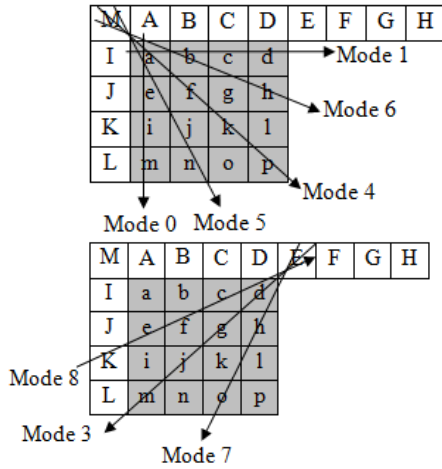 M A B C D E F G H
I a b c d Mode 1
J e f g h
Mode 6
K i j k l
L m n o p
Mode 4
Mode 0 Mode 5
M A B C D E F G H
I a b c d
J e f g h
K i j k l
Mode 8
L m n o p
Mode 3
Mode 7